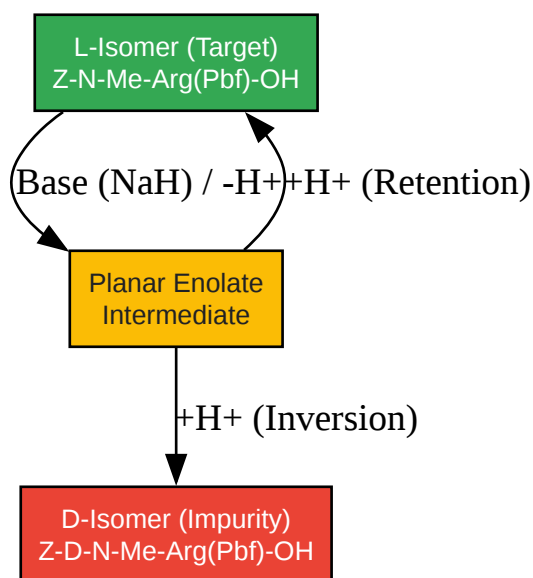 L-Isomer (Target)
Z-N-Me-Arg(Pbf)-OH
Base (NaH) / -H+
+H+ (Retention)
Planar Enolate
Intermediate
+H+ (Inversion)
D-Isomer (Impurity)
Z-D-N-Me-Arg(Pbf)-OH